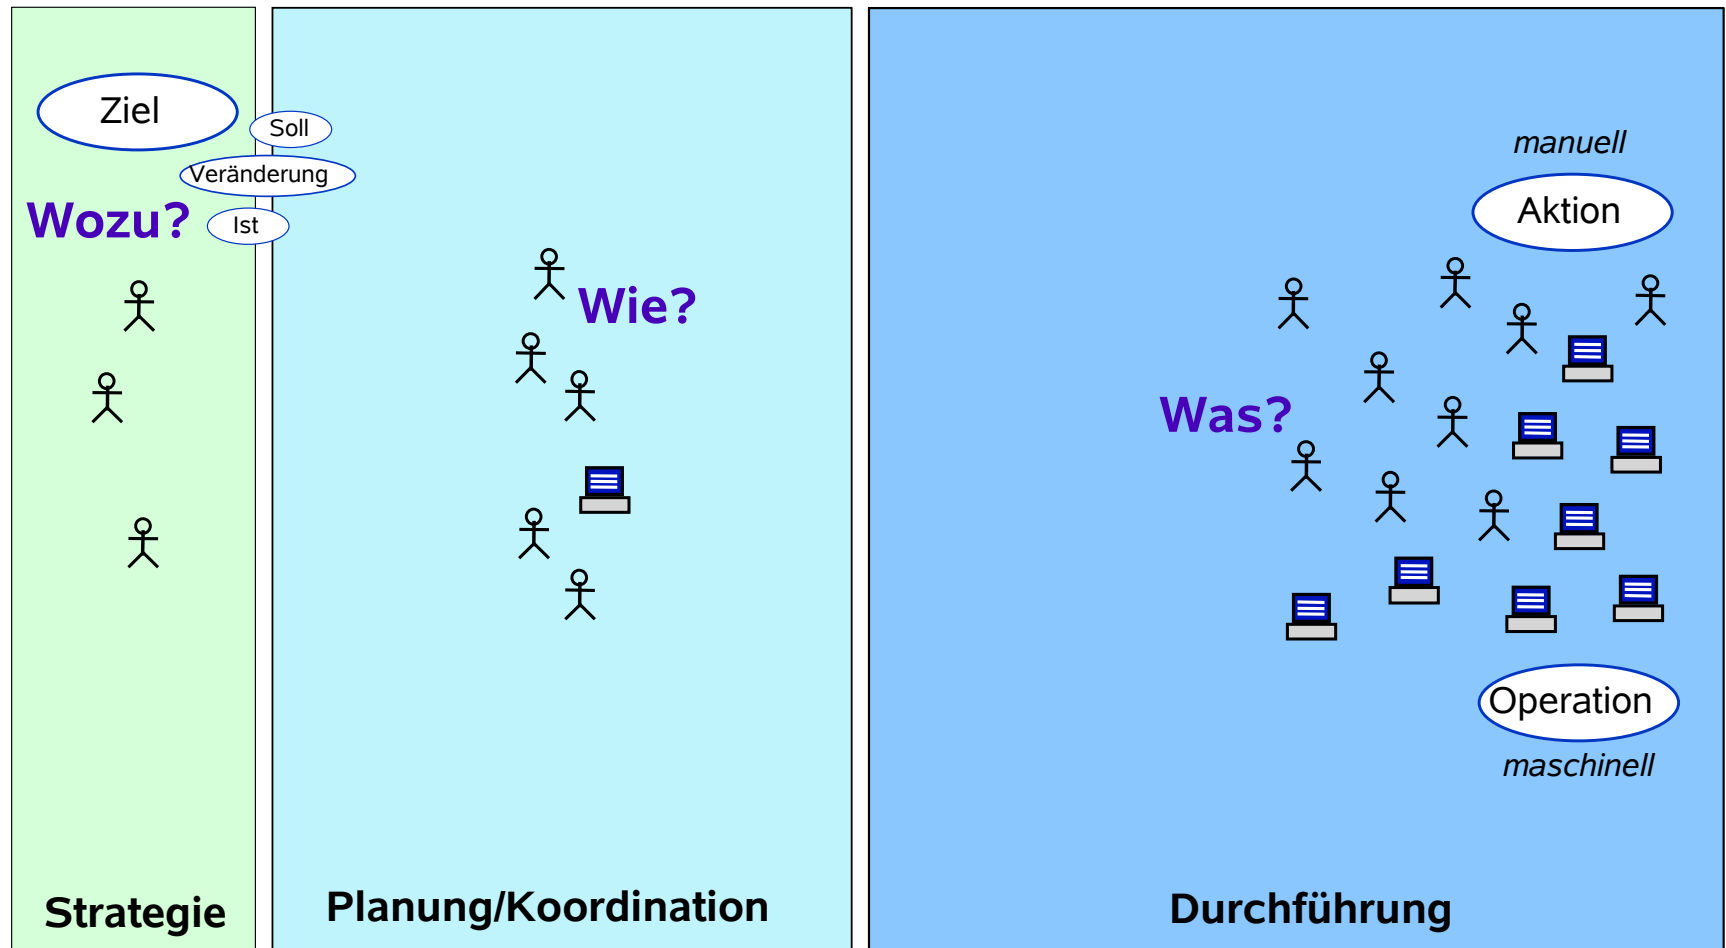 Ziel
Soll
Veränderung
Wozu?
Ist
Strategie
Wie?
Planung/Koordination
manuell
Aktion
Was?
Operation
maschinell
Durchführung